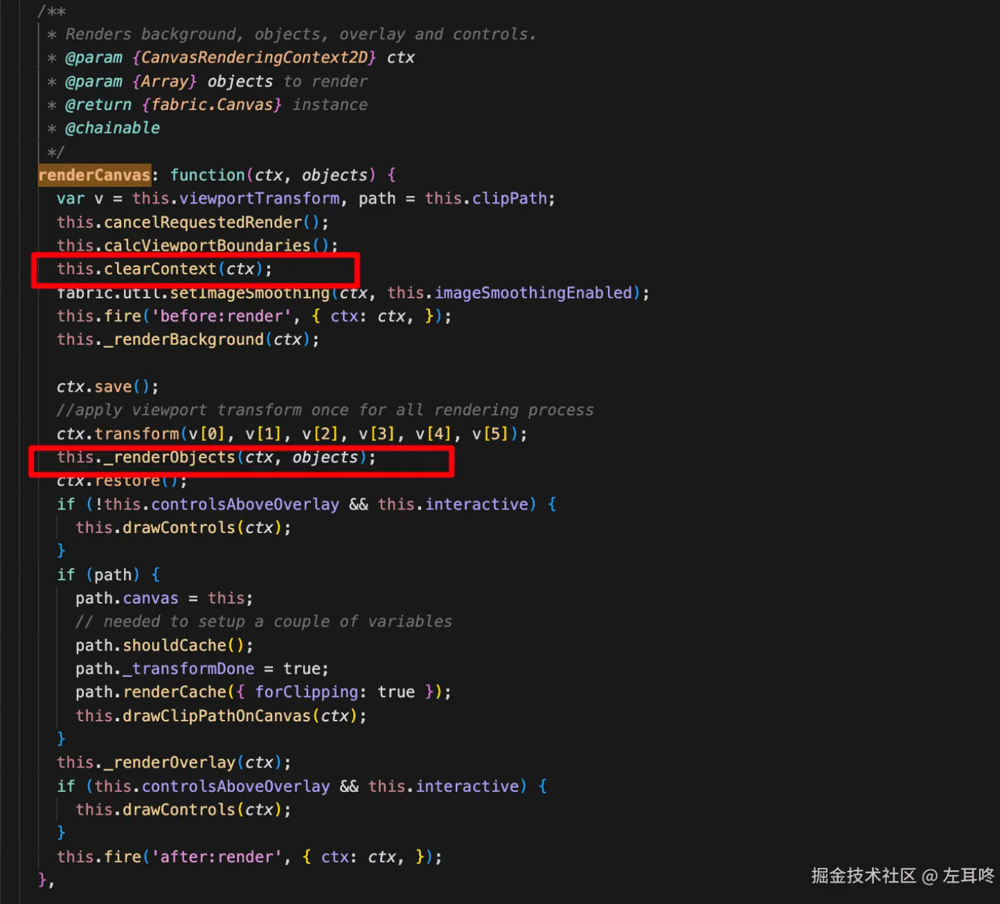 /**
* Renders background, objects, overlay and controls.
* @param {CanvasRenderingContext2D} ctx
* @param {Array} objects to render
* @return {fabric.Canvas} instance
* @chainable
*/
renderCanvas: function(ctx, objects) {
var v = this.viewportTransform, path = this.clipPath;
this.cancelRequestedRender();
this.calcViewportBoundaries();
this.clearContext(ctx);
fabric.util.setImageSmoothing(ctx, this.imageSmoothingEnabled);
this.fire('before:render', { ctx: ctx, });
this._renderBackground(ctx);
ctx.save();
//apply viewport transform once for all rendering process
ctx.transform(v[0], v[1], v[2], v[3], v[4], v[5]);
this._renderObjects(ctx, objects);
ctx.restore();
if (!this.controlsAboveOverlay && this.interactive) {
this.drawControls(ctx);
}
if (path) {
path.canvas = this;
// needed to setup a couple of variables
path.shouldCache();
path._transformDone = true;
path.renderCache({ forClipping: true });
this.drawClipPathOnCanvas(ctx);
}
this._renderOverlay(ctx);
if (this.controlsAboveOverlay && this.interactive) {
this.drawControls(ctx);
}
this.fire('after:render', { ctx: ctx, });
},
掘金技术社区 @ 左耳咚